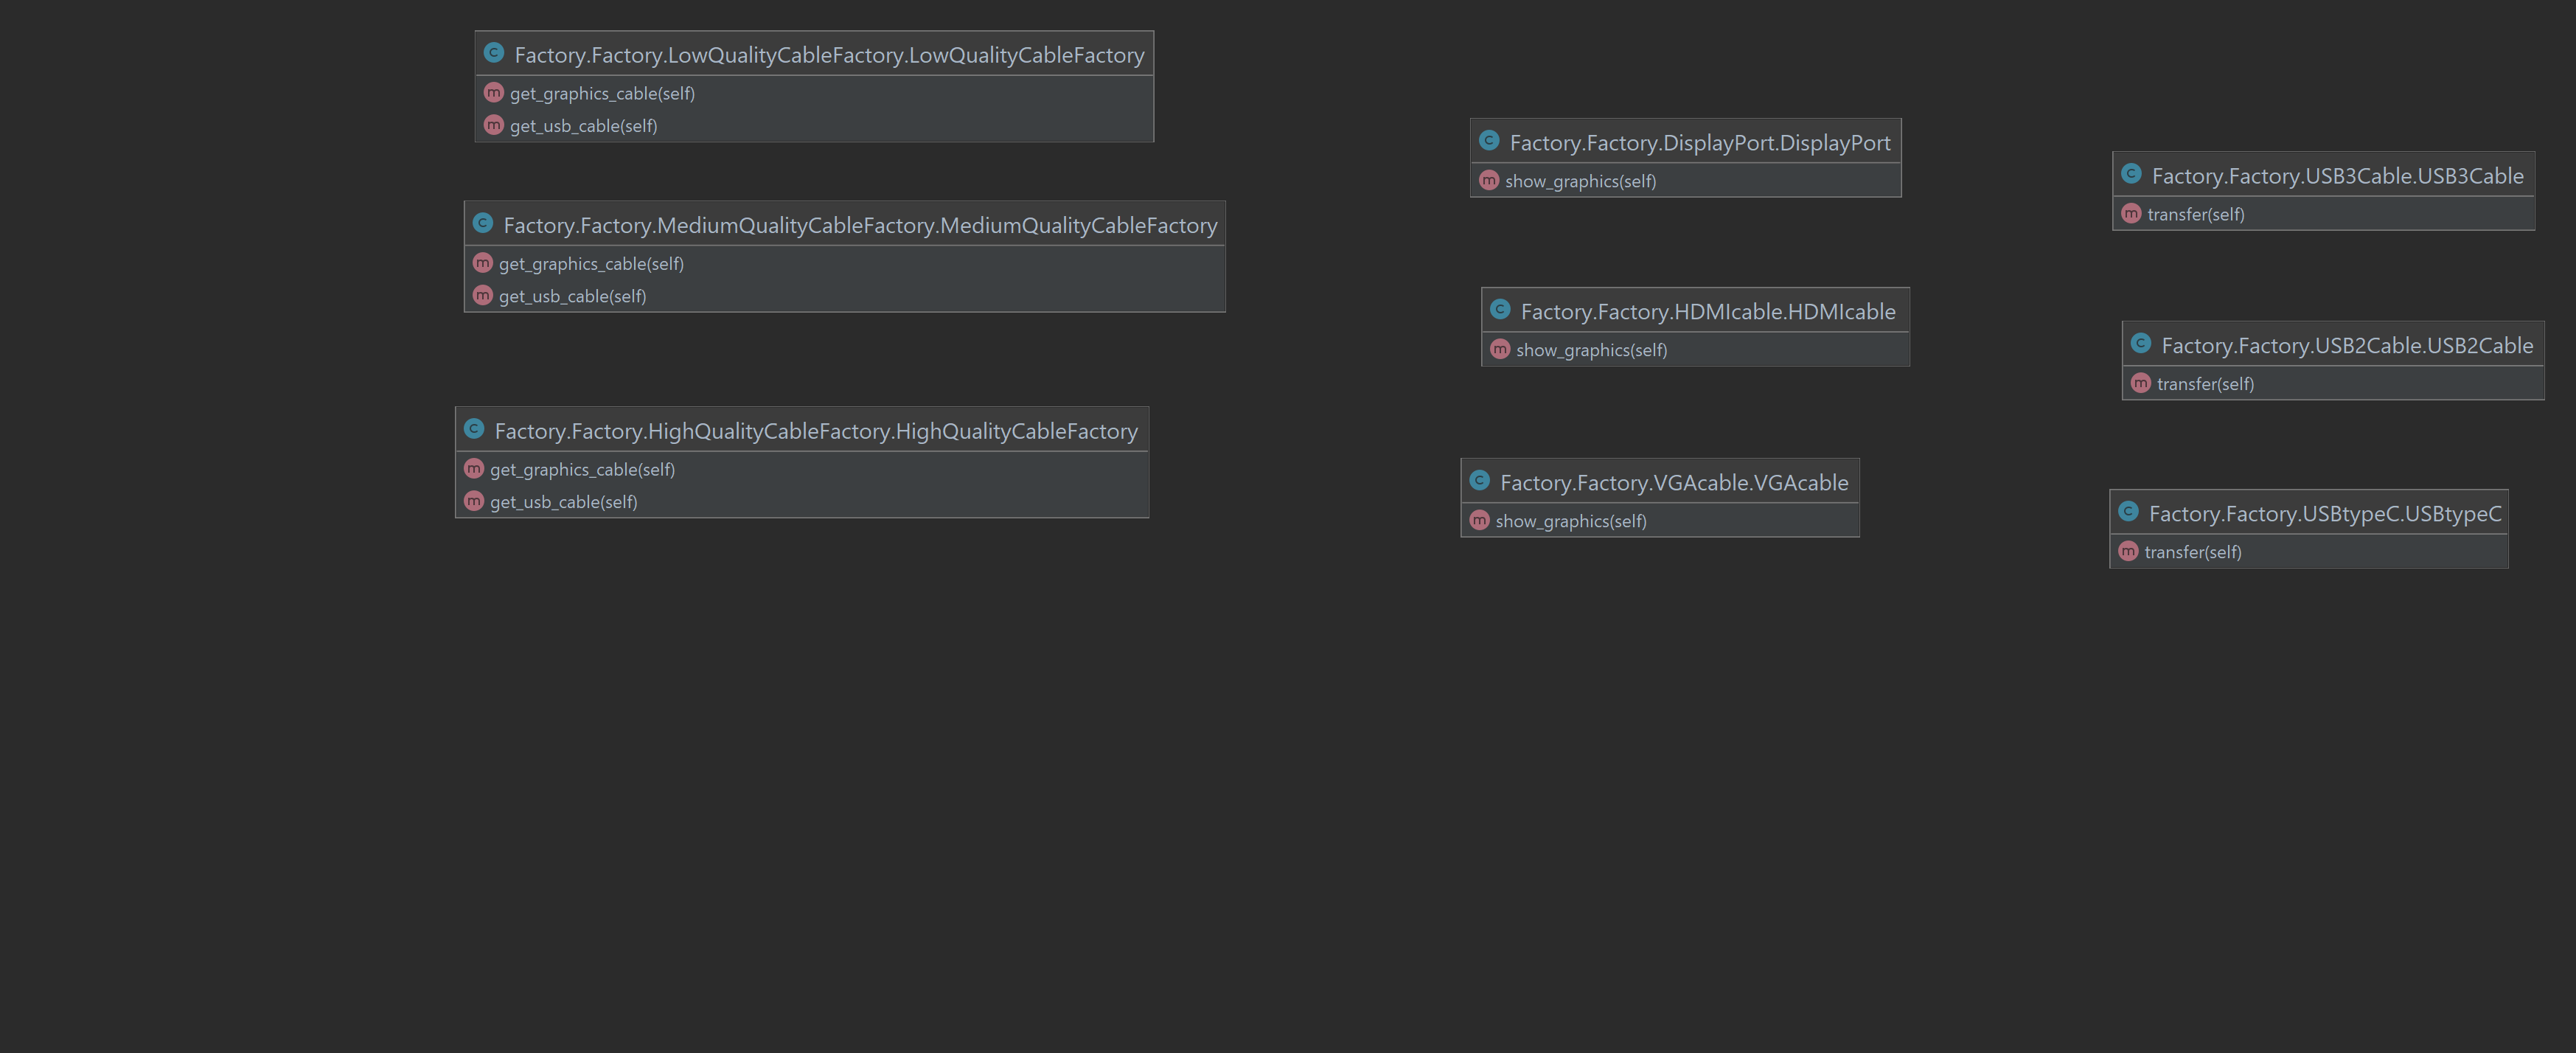 Factory.Factory.LowQualityCableFactory.LowQualityCableFactory
get_graphics_cable(self)
get_usb_cable(self)
Factory.Factory.MediumQualityCableFactory.MediumQualityCableFactory
get_graphics_cable(self)
get_usb_cable(self)
Factory.Factory.HighQualityCableFactory.HighQualityCableFactory
get_graphics_cable(self)
get_usb_cable(self)
Factory.Factory.DisplayPort.DisplayPort
show_graphics(self)
Factory.Factory.HDMIcable.HDMIcable
show_graphics(self)
Factory.Factory.VGAcable.VGAcable
show_graphics(self)
Factory.Factory.USB3Cable.USB3Cable
transfer(self)
Factory.Factory.USB2Cable.USB2Cable
transfer(self)
Factory.Factory.USBtypeC.USBtypeC
transfer(self)